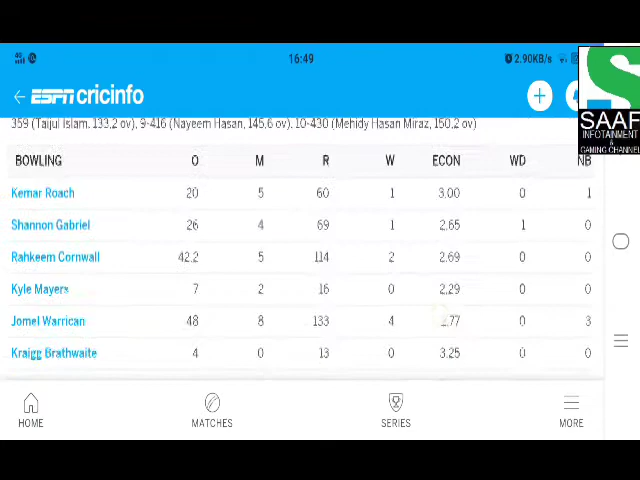 16:49 2.90KB/s
ESPN cricinfo
SAAF
INFOTAINMENT
&
GAMING CHANNEL
359 (Taijul Islam, 133.2 ov), 9-416 (Nayeem Hasan, 145.6 ov), 10-430 (Mehidy Hasan Miraz, 150.2 ov)
BOWLING O M R W ECON WD NB
Kemar Roach 20 5 60 1 3.00 0 1
Shannon Gabriel 26 4 69 1 2.65 1 0
Rahkeem Cornwall 42.2 5 114 2 2.69 0 0
Kyle Mayers 7 2 16 0 2.29 0 0
Jomel Warrican 48 8 133 4 2.77 0 3
Kraigg Brathwaite 4 0 13 0 3.25 0 0
HOME MATCHES SERIES MORE